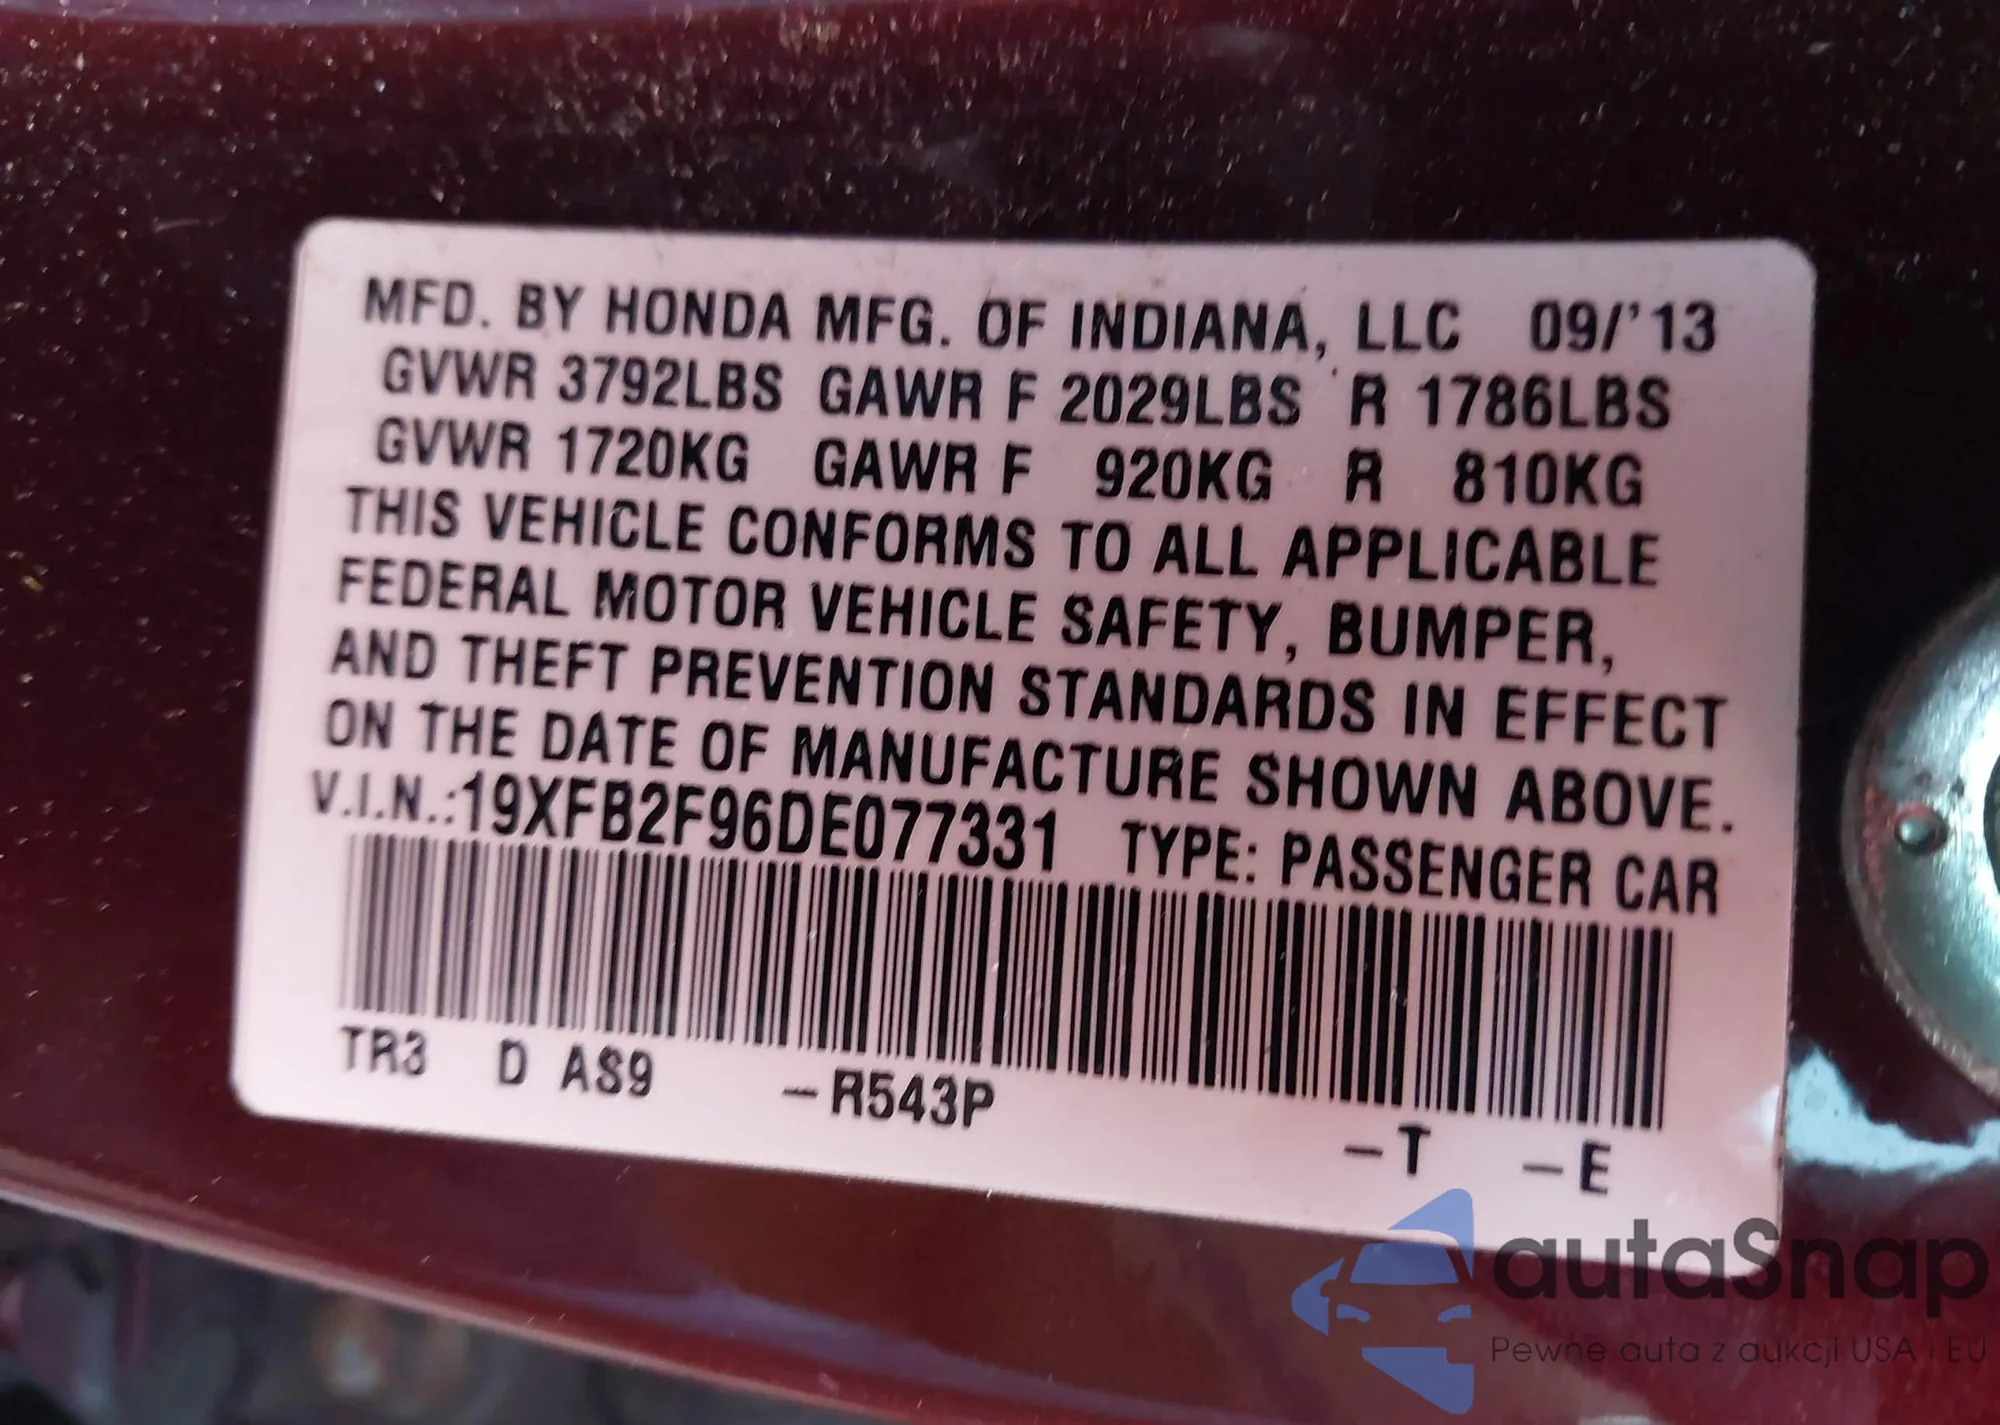 MFD. BY HONDA MFG. OF INDIANA, LLC 09/'13
GVWR 3792LBS GAWR F 2029LBS R 1786LBS
GVWR 1720KG GAWR F 920KG R 810KG
THIS VEHICLE CONFORMS TO ALL APPLICABLE
FEDERAL MOTOR VEHICLE SAFETY, BUMPER,
AND THEFT PREVENTION STANDARDS IN EFFECT
ON THE DATE OF MANUFACTURE SHOWN ABOVE.
V.I.N.:19XFB2F96DE077331 TYPE: PASSENGER CAR
TR3 D AS9 -R543P -T -E
autaSnap
Pewne auta z aukcji USA i EU